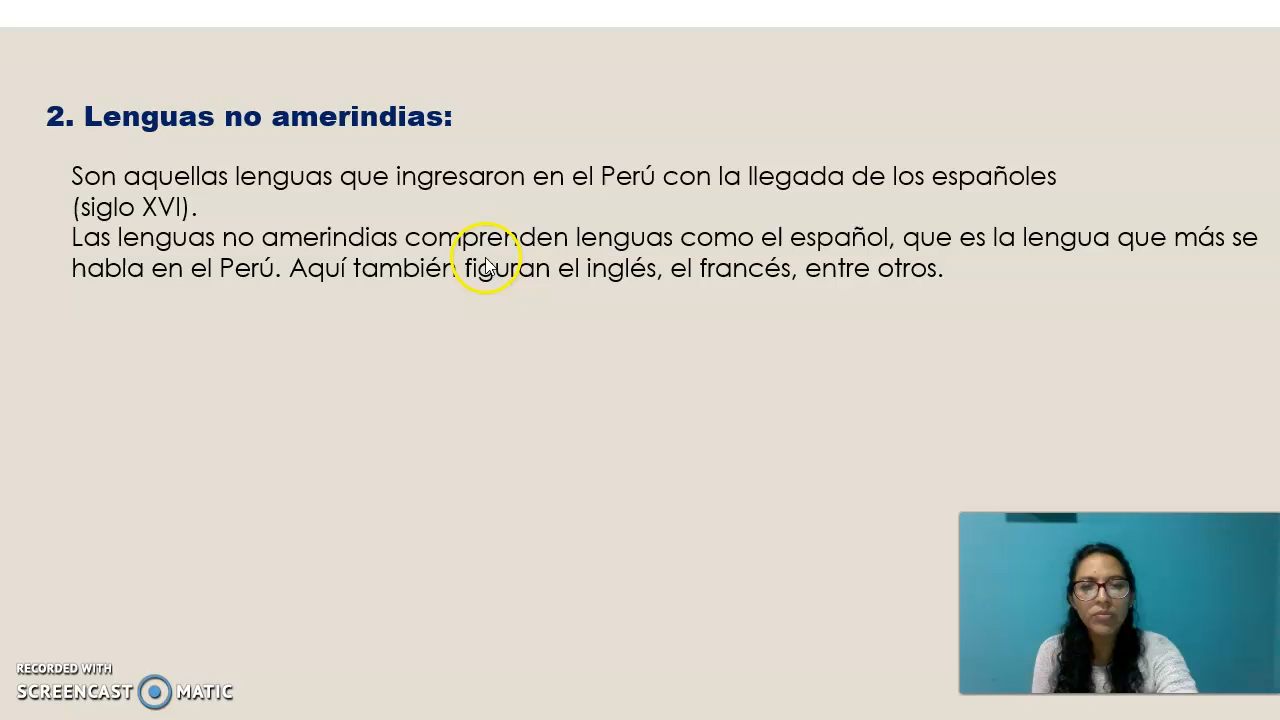 2. Lenguas no amerindias:
Son aquellas lenguas que ingresaron en el Perú con la llegada de los españoles
(siglo XVI).
Las lenguas no amerindias comprenden lenguas como el español, que es la lengua que más se
habla en el Perú. Aquí también figuran el inglés, el francés, entre otros.
RECORDED WITH
SCREENCAST MATIC